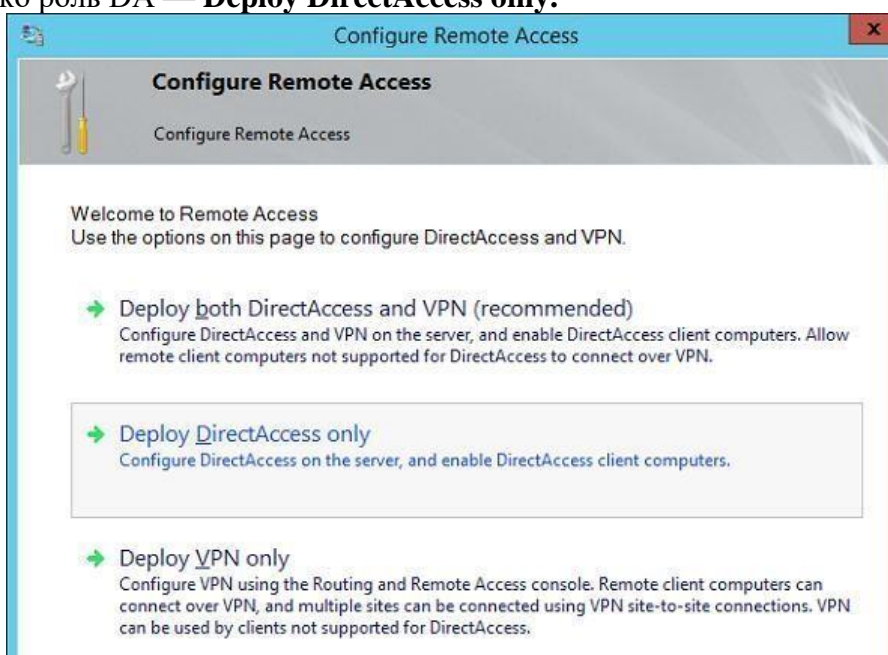 ко роль DA — Deploy DirectAccess only.
Configure Remote Access
x
Configure Remote Access
Configure Remote Access
Welcome to Remote Access
Use the options on this page to configure DirectAccess and VPN.
Deploy both DirectAccess and VPN (recommended)
Configure DirectAccess and VPN on the server, and enable DirectAccess client computers. Allow
remote client computers not supported for DirectAccess to connect over VPN.
Deploy DirectAccess only
Configure DirectAccess on the server, and enable DirectAccess client computers.
Deploy VPN only
Configure VPN using the Routing and Remote Access console. Remote client computers can
connect over VPN, and multiple sites can be connected using VPN site-to-site connections. VPN
can be used by clients not supported for DirectAccess.